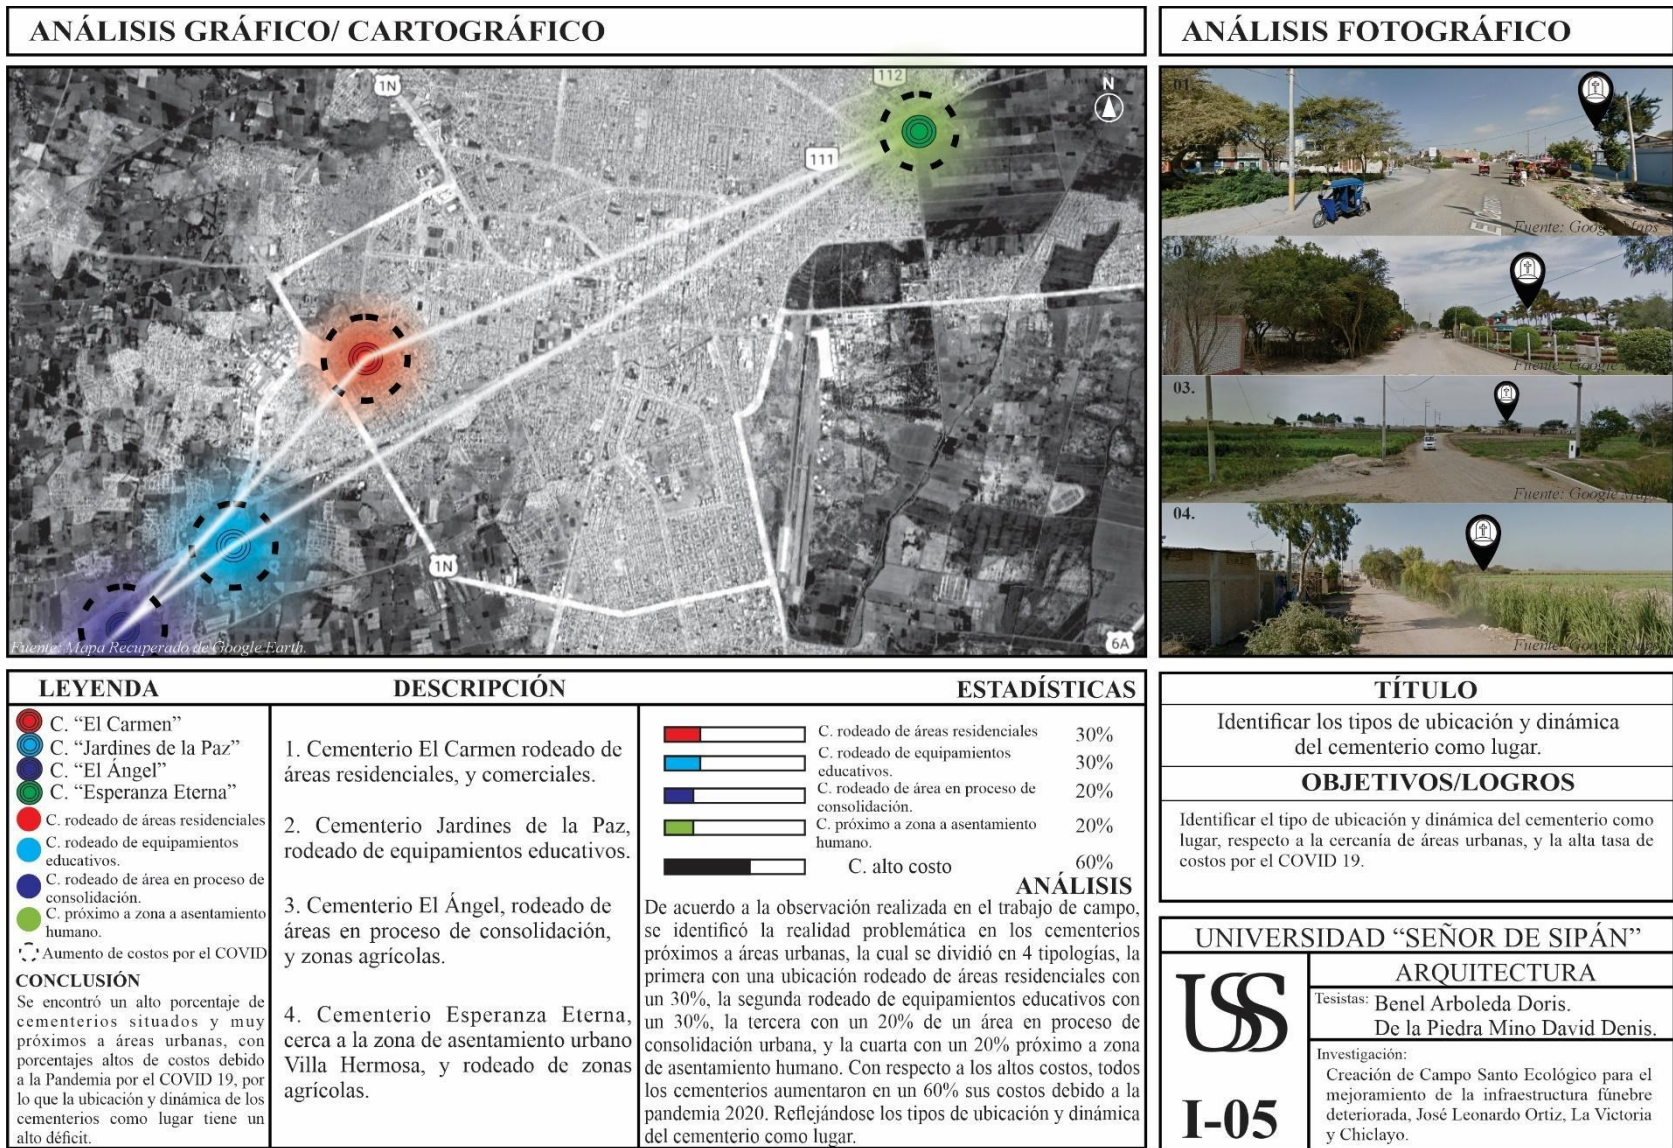 ANÁLISIS GRÁFICO/ CARTOGRÁFICO
1N
112
111
N
1N
6A
Fuente: Mapa Recuperado de Google Earth.
ANÁLISIS FOTOGRÁFICO
01.
Fuente: Google Maps
02.
Fuente: Google Maps
03.
Fuente: Google Maps
04.
Fuente: Google Maps
LEYENDA
C. “El Carmen”
C. “Jardines de la Paz”
C. “El Ángel”
C. “Esperanza Eterna”
C. rodeado de áreas residenciales
C. rodeado de equipamientos
educativos.
C. rodeado de área en proceso de
consolidación.
C. próximo a zona a asentamiento
humano.
Aumento de costos por el COVID
CONCLUSIÓN
Se encontró un alto porcentaje de
cementerios situados y muy
próximos a áreas urbanas, con
porcentajes altos de costos debido
a la Pandemia por el COVID 19, por
lo que la ubicación y dinámica de los
cementerios como lugar tiene un
alto déficit.
DESCRIPCIÓN
1. Cementerio El Carmen rodeado de
áreas residenciales, y comerciales.
2. Cementerio Jardines de la Paz,
rodeado de equipamientos educativos.
3. Cementerio El Ángel, rodeado de
áreas en proceso de consolidación,
y zonas agrícolas.
4. Cementerio Esperanza Eterna,
cerca a la zona de asentamiento urbano
Villa Hermosa, y rodeado de zonas
agrícolas.
ESTADÍSTICAS
C. rodeado de áreas residenciales 30%
C. rodeado de equipamientos
educativos. 30%
C. rodeado de área en proceso de
consolidación. 20%
C. próximo a zona a asentamiento
humano. 20%
C. alto costo 60%
ANÁLISIS
De acuerdo a la observación realizada en el trabajo de campo,
se identificó la realidad problemática en los cementerios
próximos a áreas urbanas, la cual se dividió en 4 tipologías, la
primera con una ubicación rodeado de áreas residenciales con
un 30%, la segunda rodeado de equipamientos educativos con
un 30%, la tercera con un 20% de un área en proceso de
consolidación urbana, y la cuarta con un 20% próximo a zona
de asentamiento humano. Con respecto a los altos costos, todos
los cementerios aumentaron en un 60% sus costos debido a la
pandemia 2020. Reflejándose los tipos de ubicación y dinámica
del cementerio como lugar.
TÍTULO
Identificar los tipos de ubicación y dinámica
del cementerio como lugar.
OBJETIVOS/LOGROS
Identificar el tipo de ubicación y dinámica del cementerio como
lugar, respecto a la cercanía de áreas urbanas, y la alta tasa de
costos por el COVID 19.
UNIVERSIDAD “SEÑOR DE SIPÁN”
USS
I-05
ARQUITECTURA
Tesistas: Benel Arboleda Doris.
De la Piedra Mino David Denis.
Investigación:
Creación de Campo Santo Ecológico para el
mejoramiento de la infraestructura fúnebre
deteriorada, José Leonardo Ortiz, La Victoria
y Chiclayo.